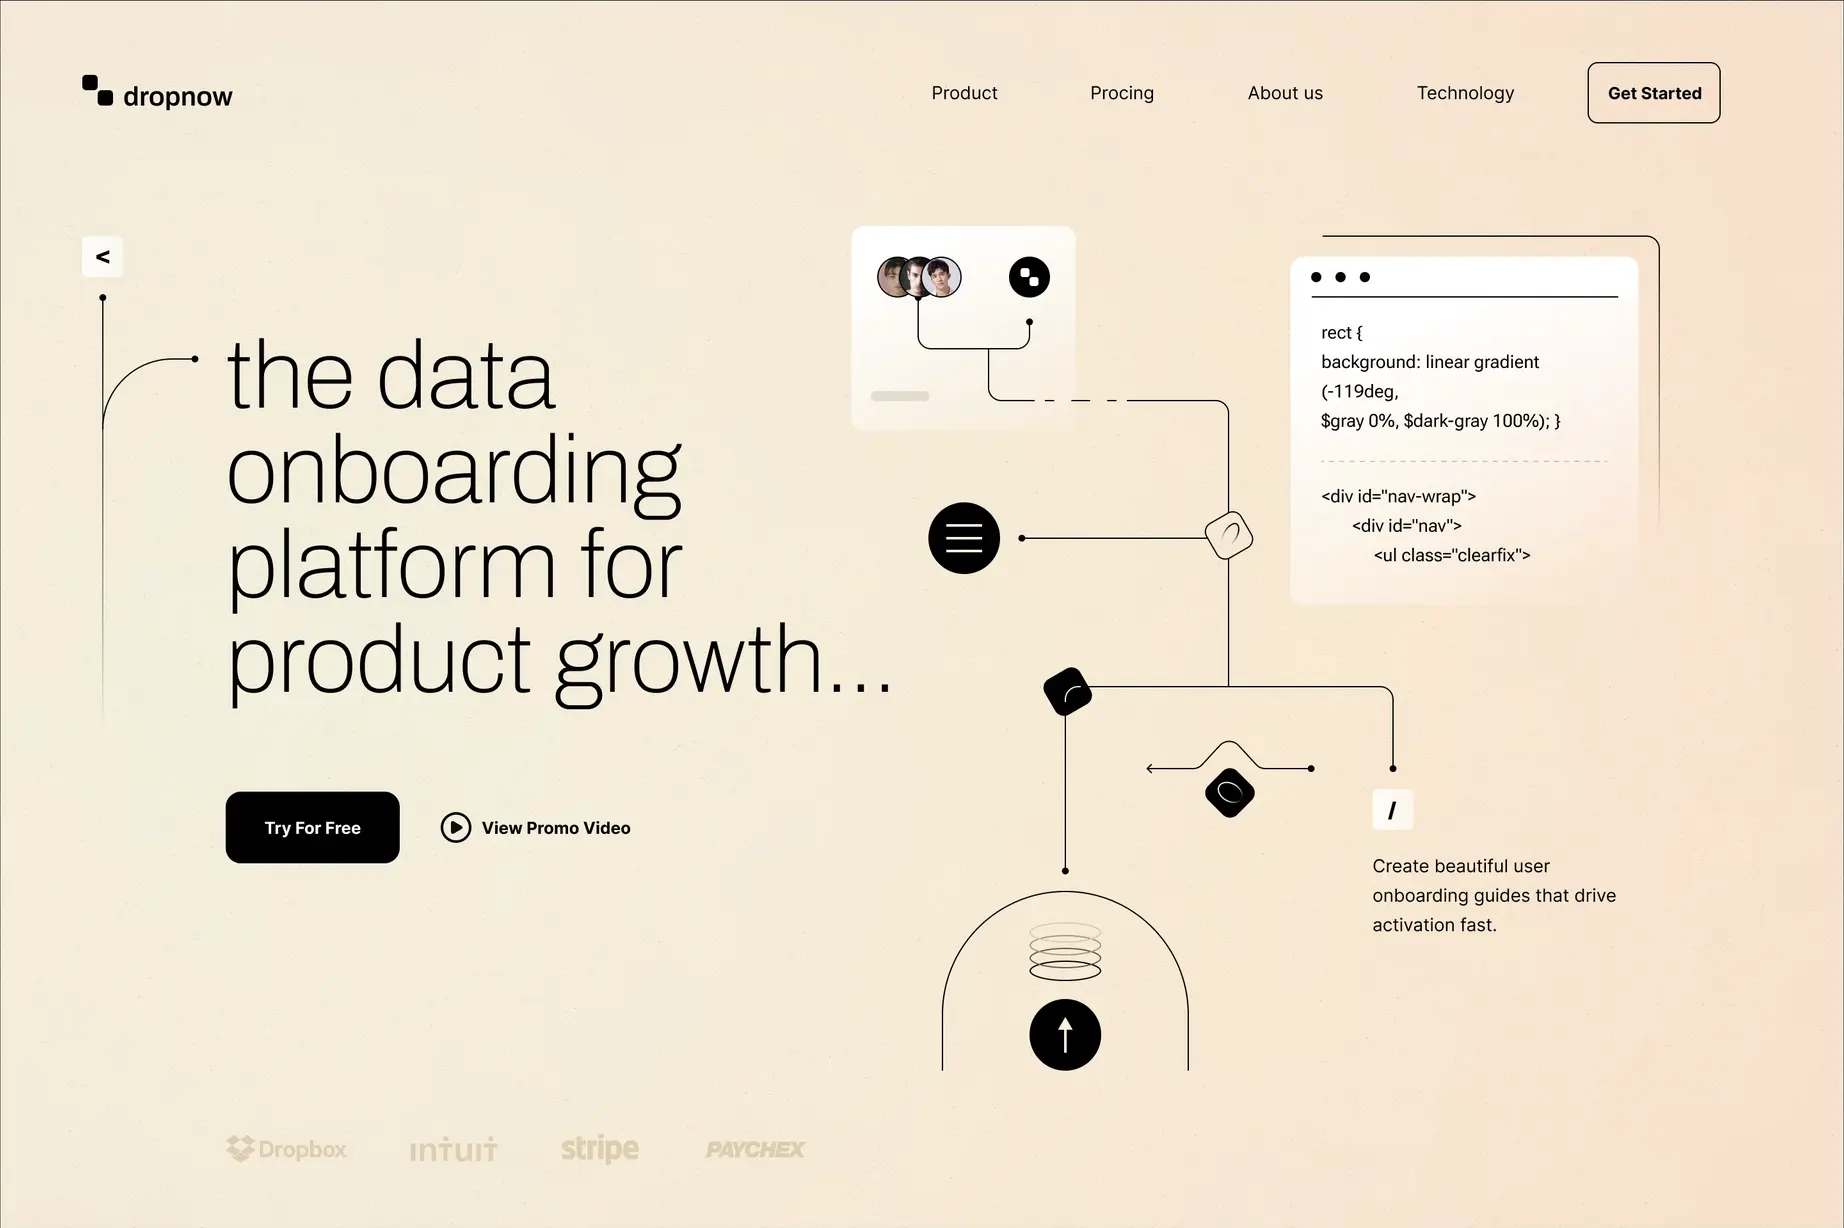 dropnow
Product
Procing
About us
Technology
Get Started
<
the data
onboarding
platform for
product growth...
Try For Free
View Promo Video
rect {
background: linear gradient
(-119deg,
$gray 0%, $dark-gray 100%); }
<div id="nav-wrap">
<div id="nav">
<ul class="clearfix">
/
Create beautiful user
onboarding guides that drive
activation fast.
Dropbox
intuit
stripe
PAYCHEX